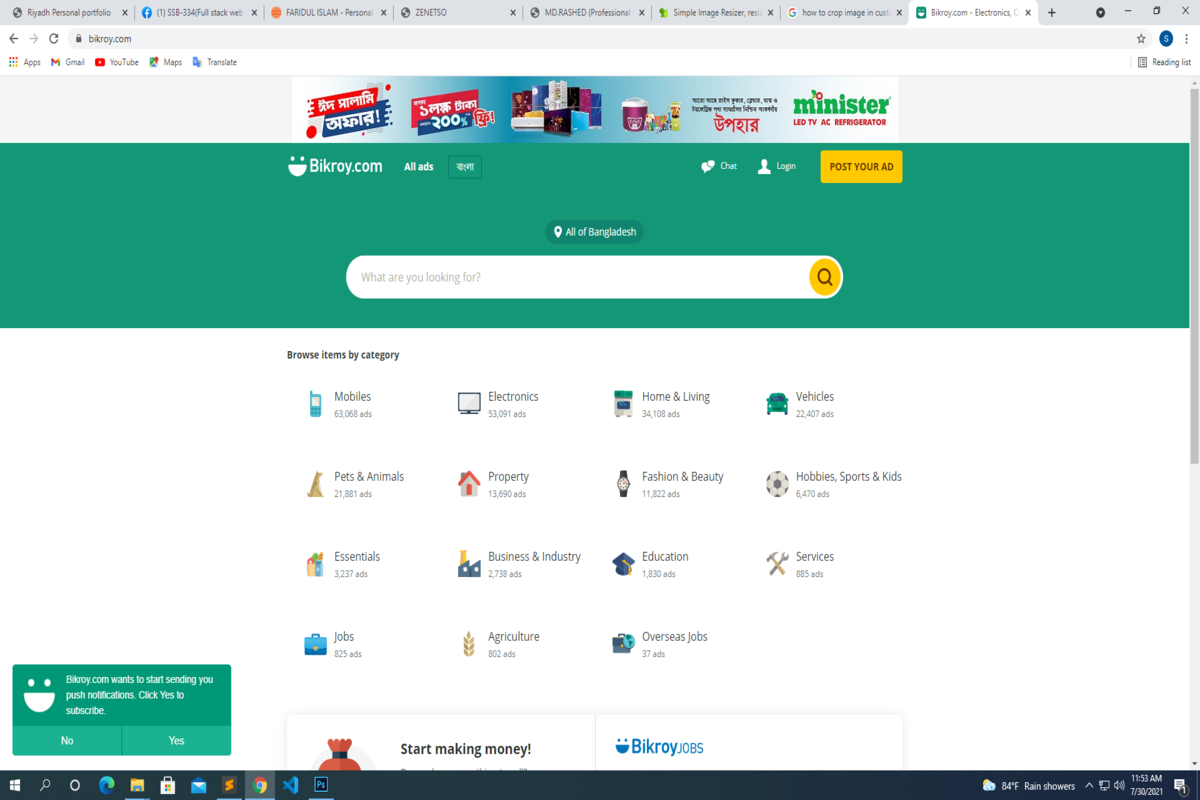 Riyadh Personal portfolio
(1) SSB-334(Full stack web
FARIDUL ISLAM - Personal
ZENETSO
MD.RASHED (Professional
Simple Image Resizer, resi
how to crop image in cust
Bikroy.com - Electronics, C
bikroy.com
S
Apps
Gmail
YouTube
Maps
Translate
Reading list
ঈদ সালামি
অফার!
১লক্ষ টাকা
২০০% ফ্রি!
উপহার
minister
LED TV AC REFRIGERATOR
Bikroy.com
All ads
বাংলা
Chat
Login
POST YOUR AD
All of Bangladesh
What are you looking for?
Browse items by category
Mobiles
63,068 ads
Electronics
53,091 ads
Home & Living
34,108 ads
Vehicles
22,407 ads
Pets & Animals
21,881 ads
Property
13,690 ads
Fashion & Beauty
11,822 ads
Hobbies, Sports & Kids
6,470 ads
Essentials
3,237 ads
Business & Industry
2,738 ads
Education
1,830 ads
Services
885 ads
Jobs
825 ads
Agriculture
802 ads
Overseas Jobs
37 ads
Bikroy.com wants to start sending you
push notifications. Click Yes to
subscribe.
No
Yes
Start making money!
BikroyJOBS
Ps
84°F Rain showers
11:53 AM
7/30/2021
1